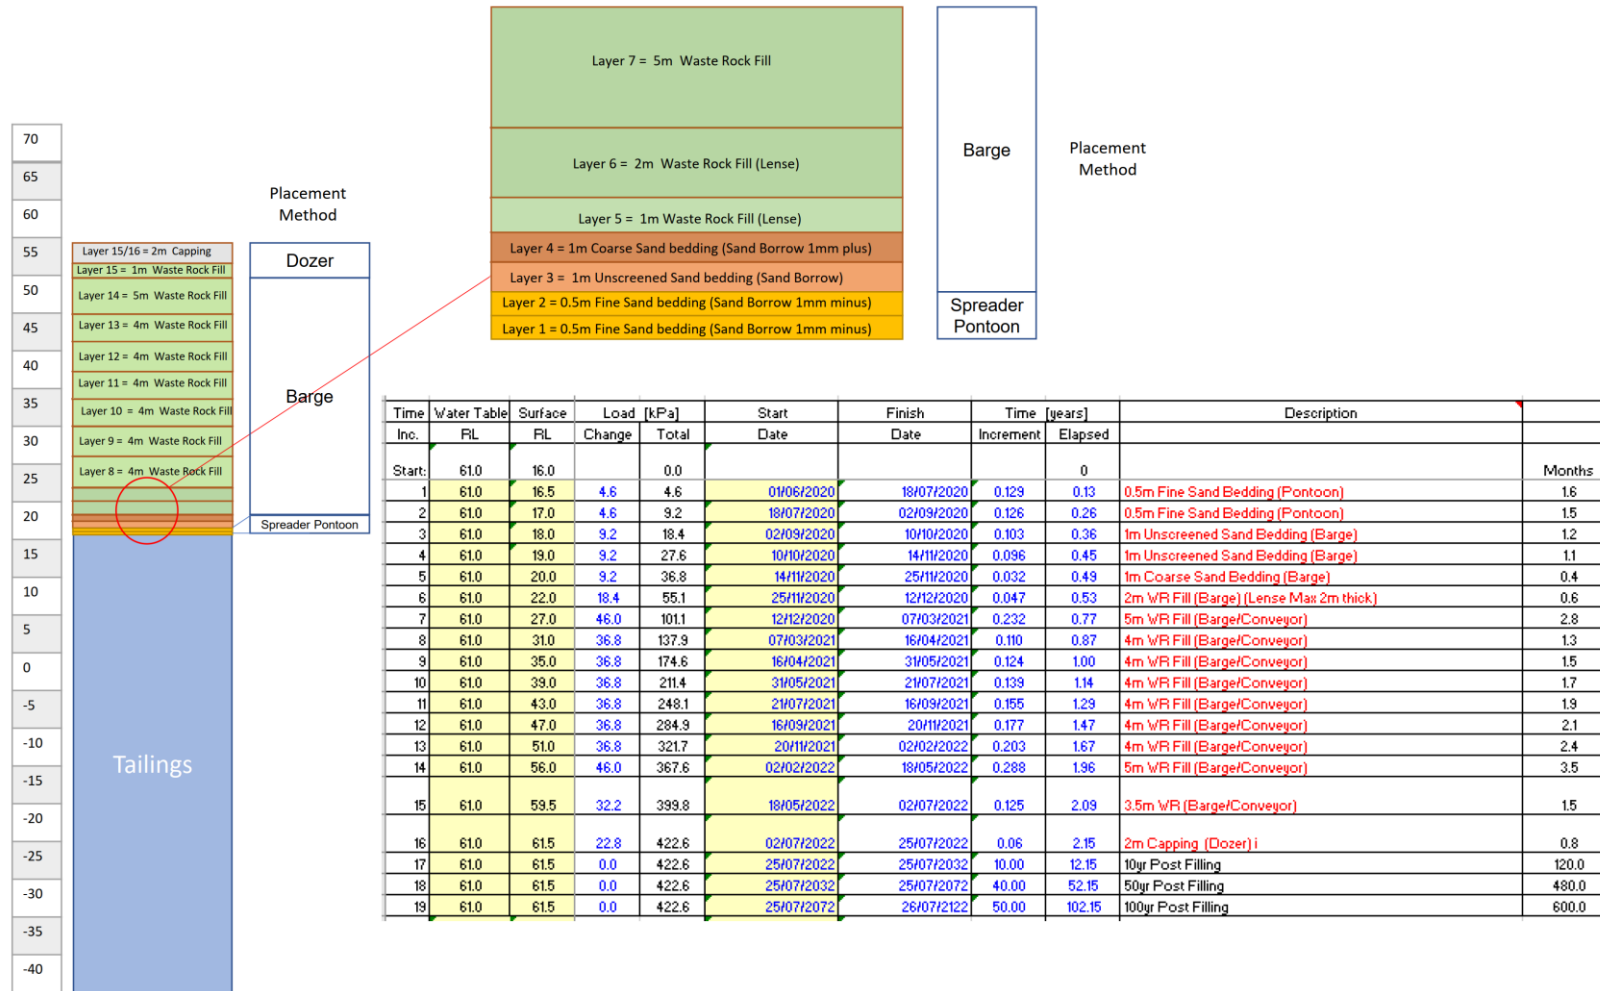 Layer 7 = 5m Waste Rock Fill
Layer 6 = 2m Waste Rock Fill (Lense)
Layer 5 = 1m Waste Rock Fill (Lense)
Layer 4 = 1m Coarse Sand bedding (Sand Borrow 1mm plus)
Layer 3 = 1m Unscreened Sand bedding (Sand Borrow)
Layer 2 = 0.5m Fine Sand bedding (Sand Borrow 1mm minus)
Layer 1 = 0.5m Fine Sand bedding (Sand Borrow 1mm minus)
Barge
Spreader
Pontoon
Placement
Method
70
65
60
55
50
45
40
35
30
25
20
15
10
5
0
-5
-10
-15
-20
-25
-30
-35
-40
Placement
Method
Layer 15/16 = 2m Capping
Layer 15 = 1m Waste Rock Fill
Layer 14 = 5m Waste Rock Fill
Layer 13 = 4m Waste Rock Fill
Layer 12 = 4m Waste Rock Fill
Layer 11 = 4m Waste Rock Fill
Layer 10 = 4m Waste Rock Fill
Layer 9 = 4m Waste Rock Fill
Layer 8 = 4m Waste Rock Fill
Tailings
Dozer
Barge
Spreader Pontoon
Time Water Table Surface Load [kPa] Start Finish Time [years] Description
Inc. RL RL Change Total Date Date Increment Elapsed
Start: 61.0 16.0 0.0 0 Months
1 61.0 16.5 4.6 4.6 01/06/2020 18/07/2020 0.129 0.13 0.5m Fine Sand Bedding (Pontoon) 1.6
2 61.0 17.0 4.6 9.2 18/07/2020 02/09/2020 0.126 0.26 0.5m Fine Sand Bedding (Pontoon) 1.5
3 61.0 18.0 9.2 18.4 02/09/2020 10/10/2020 0.103 0.36 1m Unscreened Sand Bedding (Barge) 1.2
4 61.0 19.0 9.2 27.6 10/10/2020 14/11/2020 0.096 0.45 1m Unscreened Sand Bedding (Barge) 1.1
5 61.0 20.0 9.2 36.8 14/11/2020 25/11/2020 0.032 0.49 1m Coarse Sand Bedding (Barge) 0.4
6 61.0 22.0 18.4 55.1 25/11/2020 12/12/2020 0.047 0.53 2m WR Fill (Barge) (Lense Max 2m thick) 0.6
7 61.0 27.0 46.0 101.1 12/12/2020 07/03/2021 0.232 0.77 5m WR Fill (Barge/Conveyor) 2.8
8 61.0 31.0 36.8 137.9 07/03/2021 16/04/2021 0.110 0.87 4m WR Fill (Barge/Conveyor) 1.3
9 61.0 35.0 36.8 174.6 16/04/2021 31/05/2021 0.124 1.00 4m WR Fill (Barge/Conveyor) 1.5
10 61.0 39.0 36.8 211.4 31/05/2021 21/07/2021 0.139 1.14 4m WR Fill (Barge/Conveyor) 1.7
11 61.0 43.0 36.8 248.1 21/07/2021 16/09/2021 0.155 1.29 4m WR Fill (Barge/Conveyor) 1.9
12 61.0 47.0 36.8 284.9 16/09/2021 20/11/2021 0.177 1.47 4m WR Fill (Barge/Conveyor) 2.1
13 61.0 51.0 36.8 321.7 20/11/2021 02/02/2022 0.203 1.67 4m WR Fill (Barge/Conveyor) 2.4
14 61.0 56.0 46.0 367.6 02/02/2022 18/05/2022 0.288 1.96 5m WR Fill (Barge/Conveyor) 3.5
15 61.0 59.5 32.2 399.8 18/05/2022 02/07/2022 0.125 2.09 3.5m WR (Barge/Conveyor) 1.5
16 61.0 61.5 22.8 422.6 02/07/2022 25/07/2022 0.06 2.15 2m Capping (Dozer) i 0.8
17 61.0 61.5 0.0 422.6 25/07/2022 25/07/2032 10.00 12.15 10yr Post Filling 120.0
18 61.0 61.5 0.0 422.6 25/07/2032 25/07/2072 40.00 52.15 50yr Post Filling 480.0
19 61.0 61.5 0.0 422.6 25/07/2072 26/07/2122 50.00 102.15 100yr Post Filling 600.0